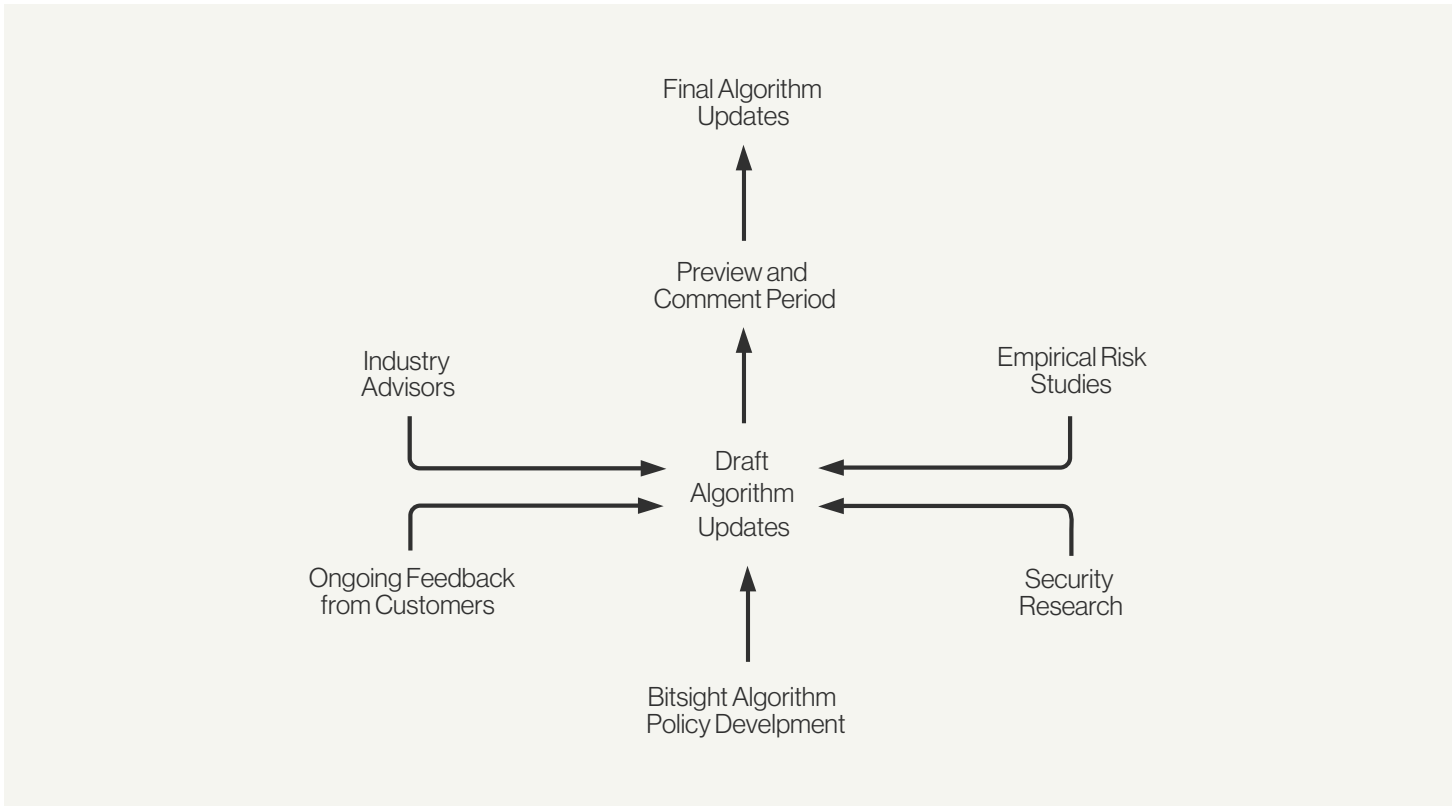 Final Algorithm
Updates
Preview and
Comment Period
Industry
Advisors
Empirical Risk
Studies
Draft
Algorithm
Updates
Ongoing Feedback
from Customers
Security
Research
Bitsight Algorithm
Policy Develpment